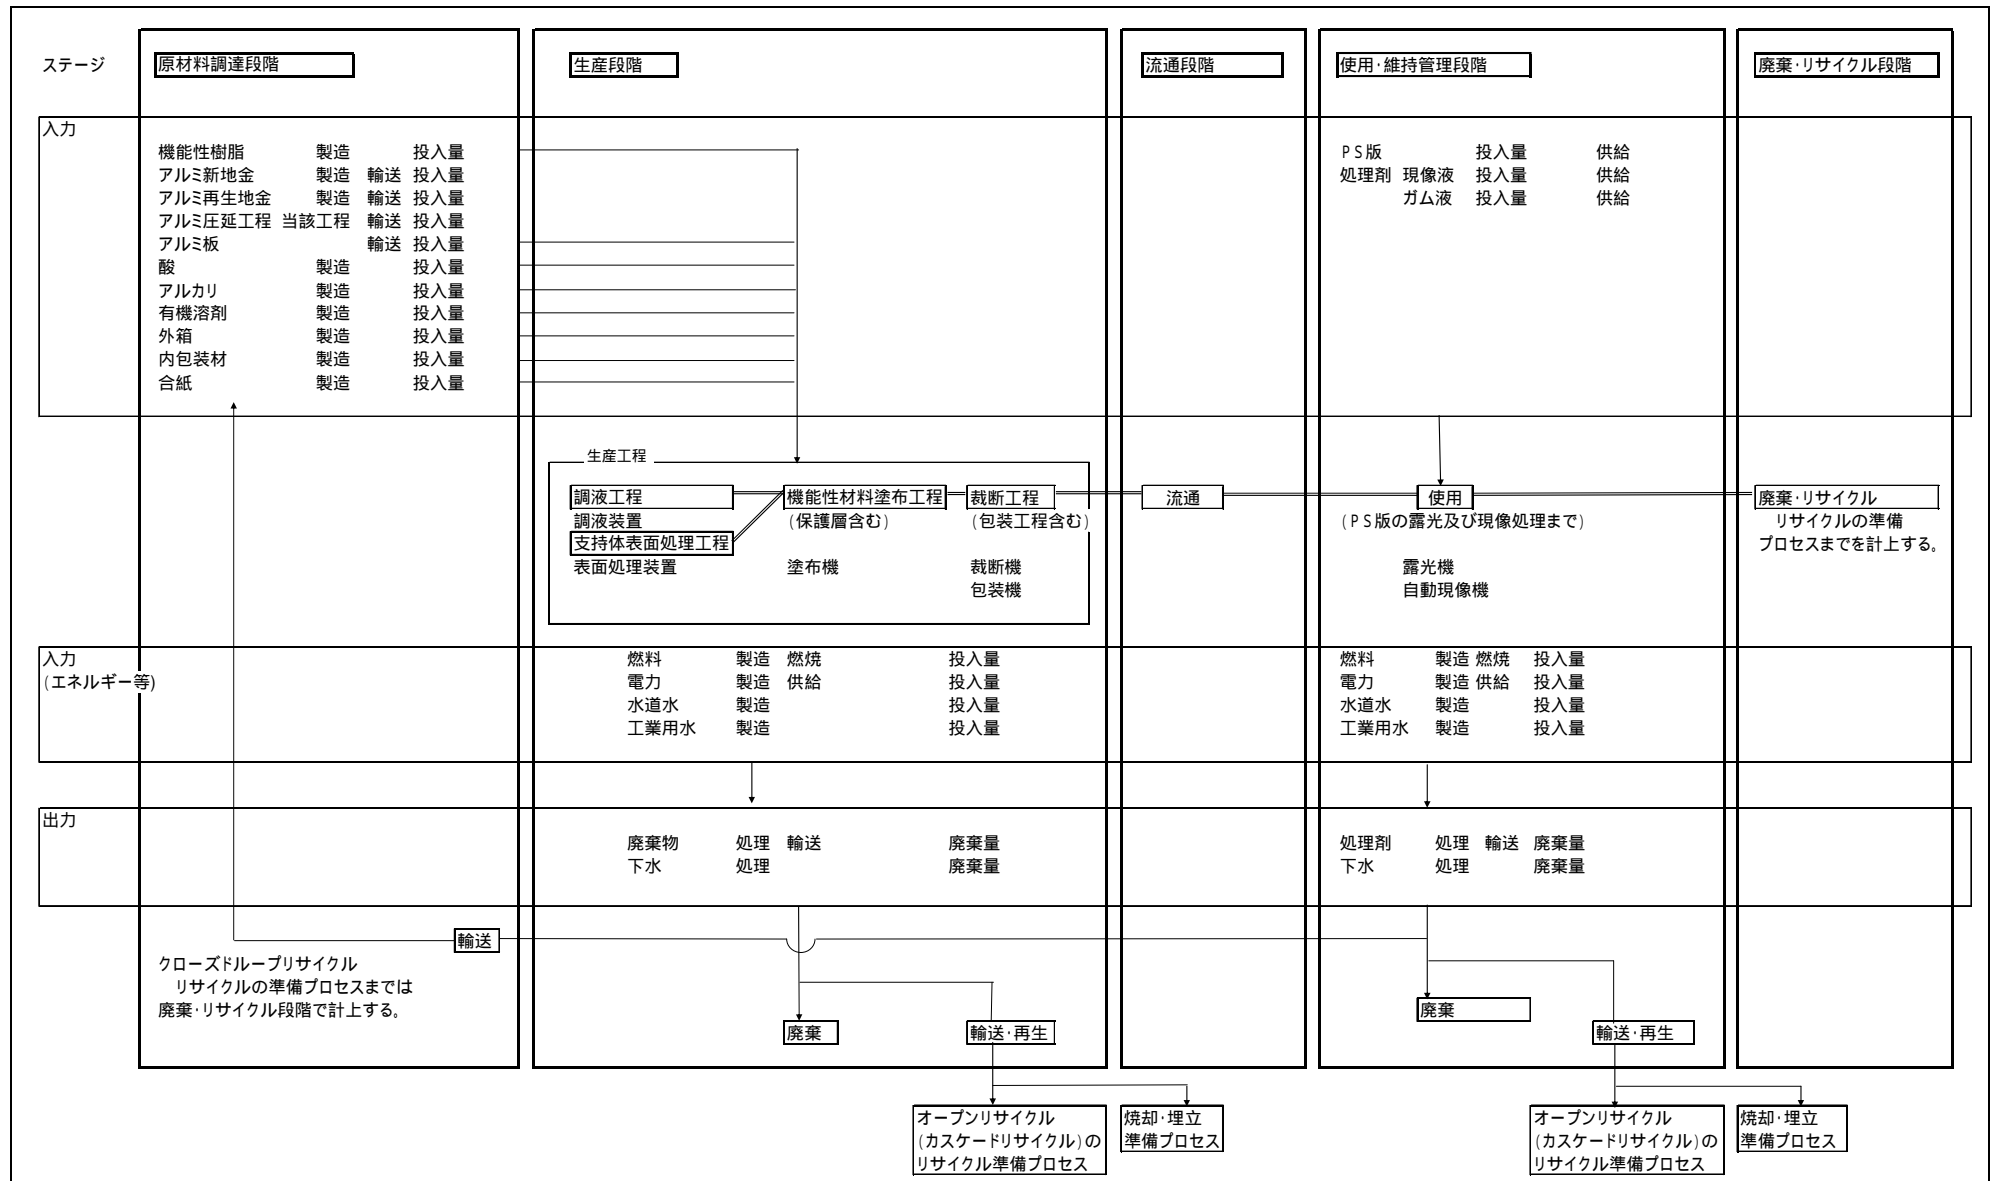 ステージ 原材料調達段階 生産段階 流通段階 使用・維持管理段階 廃棄・リサイクル段階
入力
機能性樹脂 製造 投入量 PS版 投入量 供給
アルミ新地金 製造 輸送 投入量 処理剤 現像液 投入量 供給
アルミ再生地金 製造 輸送 投入量 ガム液 投入量 供給
アルミ圧延工程 当該工程 輸送 投入量
アルミ板 輸送 投入量
酸 製造 投入量
アルカリ 製造 投入量
有機溶剤 製造 投入量
外箱 製造 投入量
内包装材 製造 投入量
合紙 製造 投入量
生産工程
調液工程 機能性材料塗布工程 裁断工程 流通 使用 廃棄・リサイクル
調液装置 (保護層含む) (包装工程含む) (PS版の露光及び現像処理まで) リサイクルの準備
支持体表面処理工程 プロセスまでを計上する。
表面処理装置 塗布機 裁断機 露光機
包装機 自動現像機
入力 燃料 製造 燃焼 投入量 燃料 製造 燃焼 投入量
(エネルギー等) 電力 製造 供給 投入量 電力 製造 供給 投入量
水道水 製造 投入量 水道水 製造 投入量
工業用水 製造 投入量 工業用水 製造 投入量
出力
廃棄物 処理 輸送 廃棄量 処理剤 処理 輸送 廃棄量
下水 処理 廃棄量 下水 処理 廃棄量
輸送
クローズドループリサイクル
リサイクルの準備プロセスまでは
廃棄・リサイクル段階で計上する。
廃棄
廃棄 輸送・再生 輸送・再生
オープンリサイクル 焼却・埋立 オープンリサイクル 焼却・埋立
(カスケードリサイクル)の 準備プロセス (カスケードリサイクル)の 準備プロセス
リサイクル準備プロセス リサイクル準備プロセス